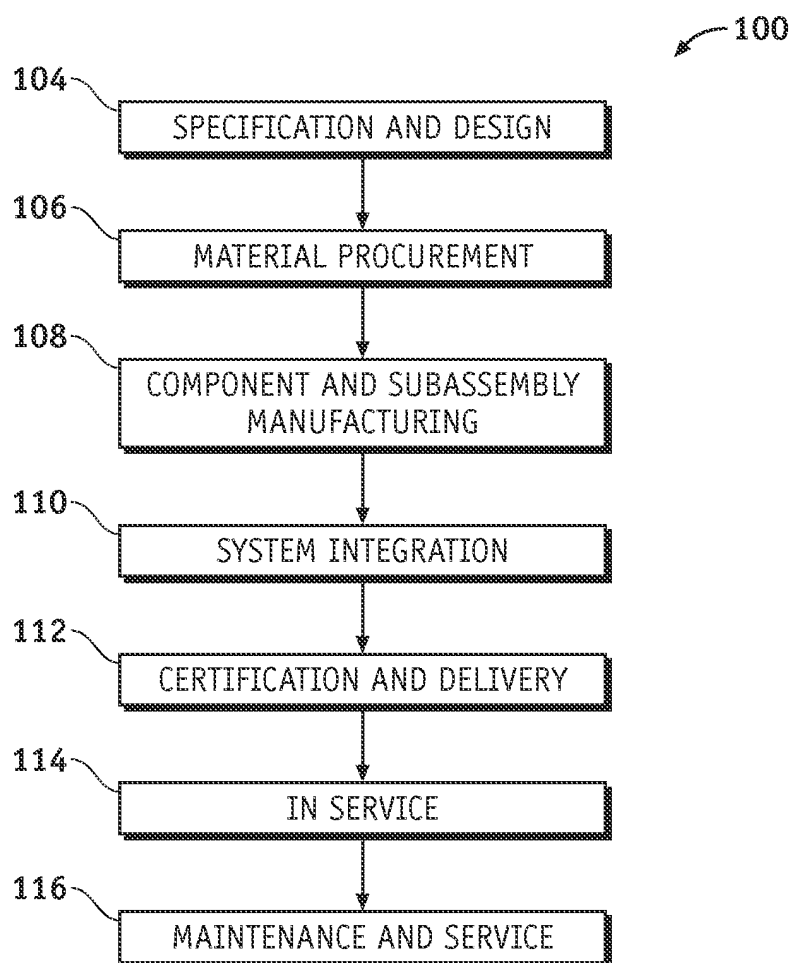 100
104
SPECIFICATION AND DESIGN
106
MATERIAL PROCUREMENT
108
COMPONENT AND SUBASSEMBLY
MANUFACTURING
110
SYSTEM INTEGRATION
112
CERTIFICATION AND DELIVERY
114
IN SERVICE
116
MAINTENANCE AND SERVICE